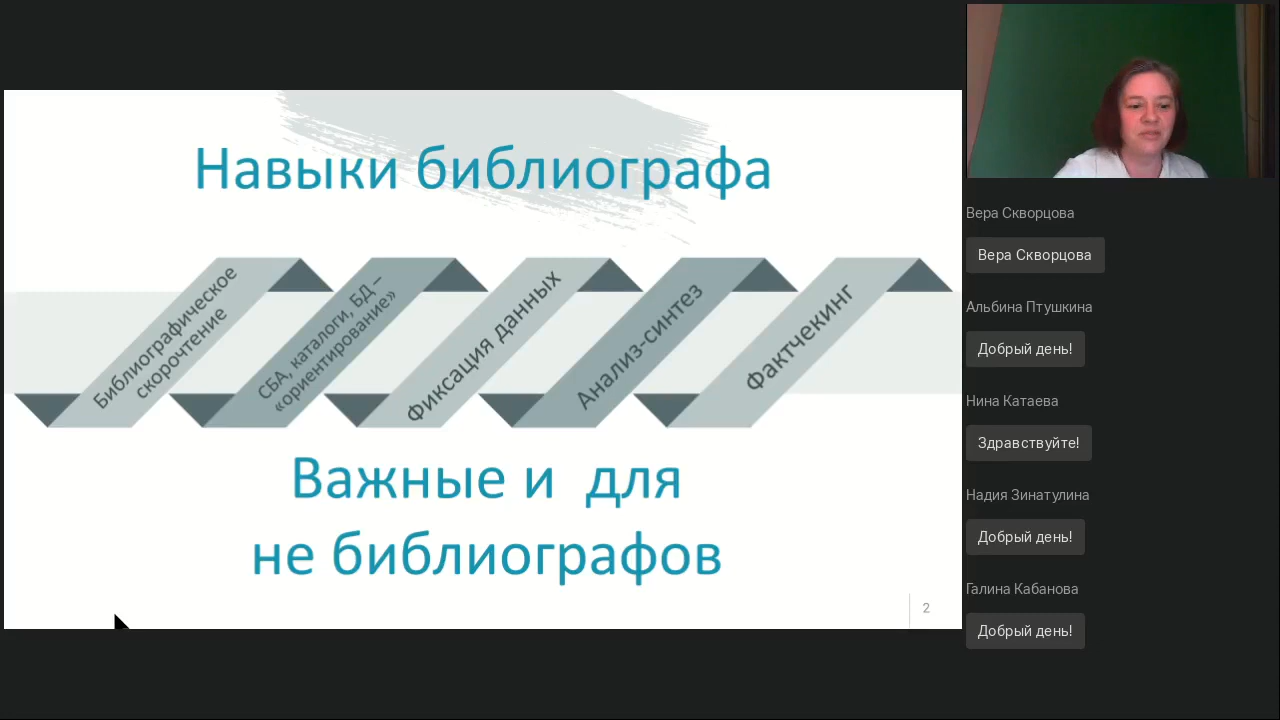 Навыки библиографа
Библиографическое
скорочтение
СБА, каталоги, БД –
«ориентирование»
Фиксация данных
Анализ-синтез
Фактчекинг
Важные и для
не библиографов
2
Вера Скворцова
Вера Скворцова
Альбина Птушкина
Добрый день!
Нина Катаева
Здравствуйте!
Надия Зинатулина
Добрый день!
Галина Кабанова
Добрый день!